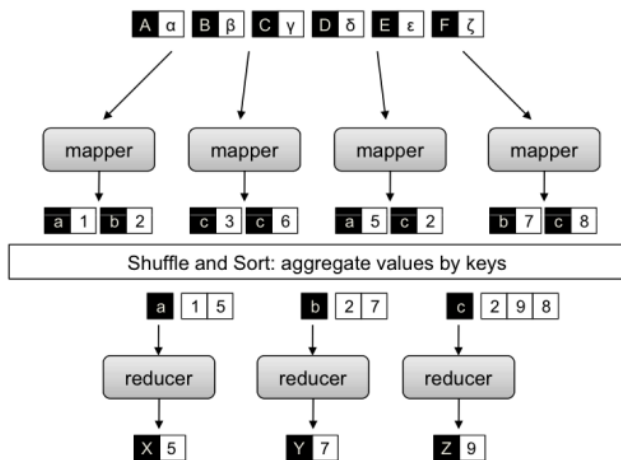 A α B β C γ D δ E ε F ζ
mapper mapper mapper mapper
a 1 b 2 c 3 c 6 a 5 c 2 b 7 c 8
Shuffle and Sort: aggregate values by keys
a 1 5 b 2 7 c 2 9 8
reducer reducer reducer
X 5 Y 7 Z 9